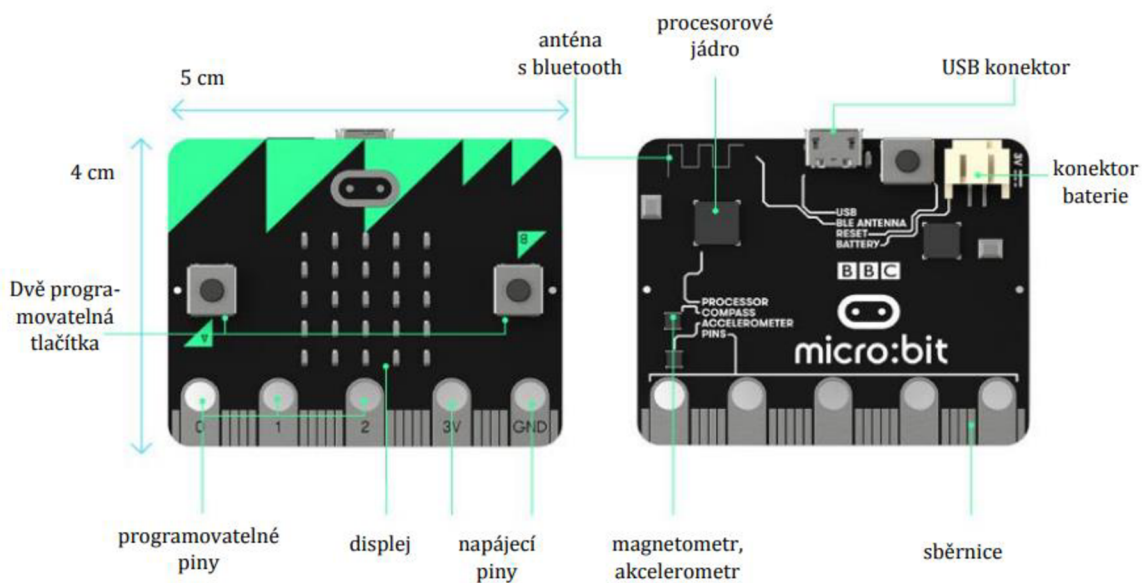 anténa
s bluetooth
procesorové
jádro
USB konektor
5 cm
4 cm
konektor
baterie
Dvě progra-
movatelná
tlačítka
B
A
0
1
2
3V
GND
3V
USB
BLE ANTENNA
RESET
BATTERY
BBC
PROCESSOR
COMPASS
ACCELEROMETER
PINS
micro:bit
programovatelné
piny
displej
napájecí
piny
magnetometr,
akcelerometr
sběrnice